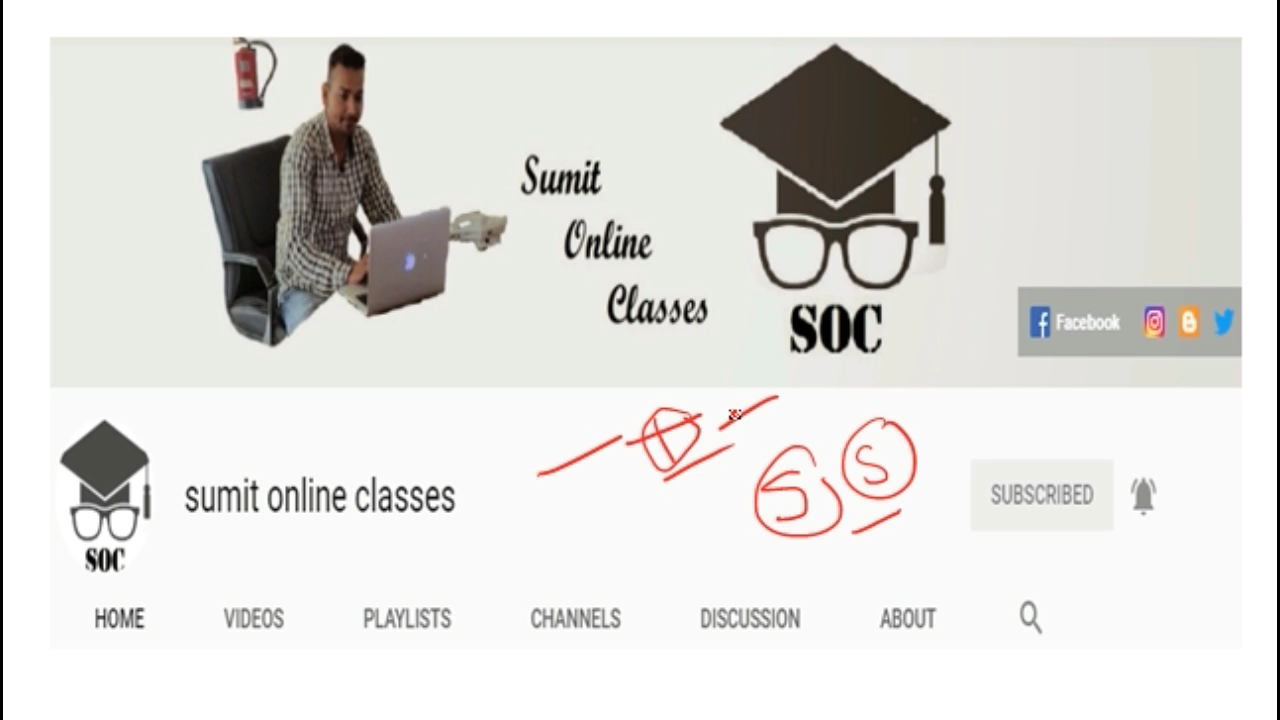 Sumit
Online
Classes
SOC
Facebook
sumit online classes
SOC
S S
SUBSCRIBED
HOME VIDEOS PLAYLISTS CHANNELS DISCUSSION ABOUT